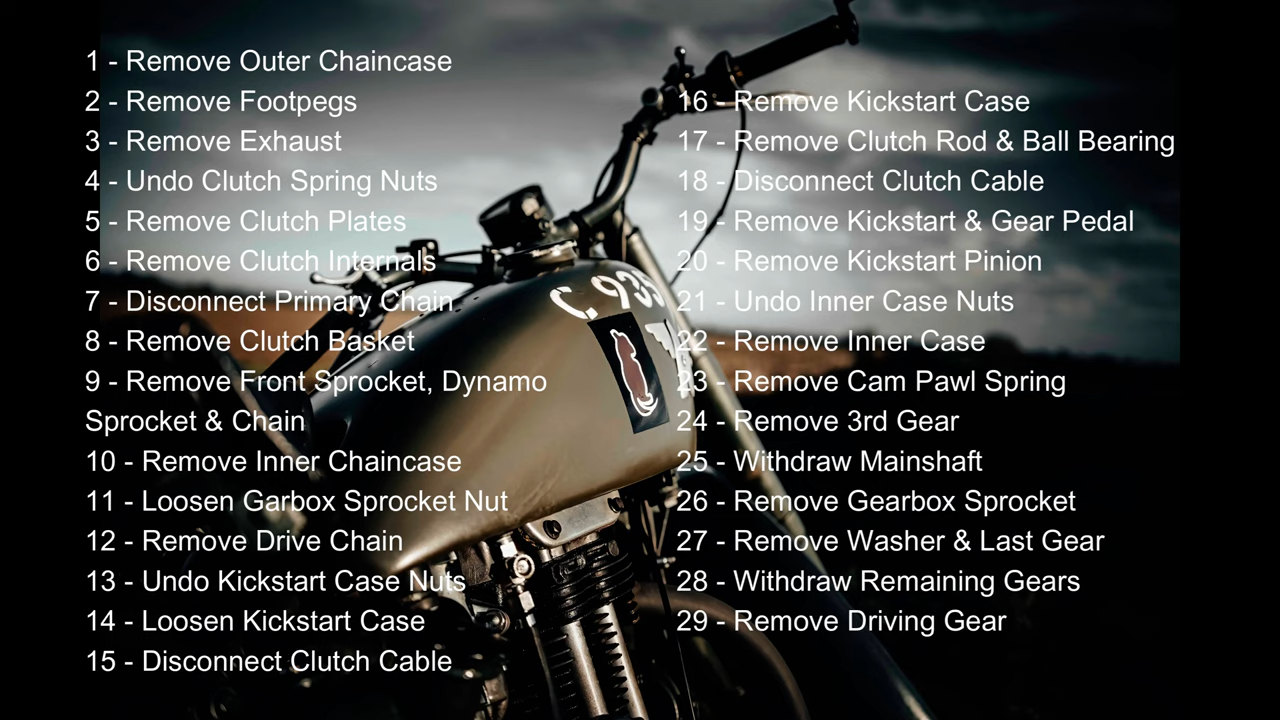 1 - Remove Outer Chaincase
2 - Remove Footpegs
3 - Remove Exhaust
4 - Undo Clutch Spring Nuts
5 - Remove Clutch Plates
6 - Remove Clutch Internals
7 - Disconnect Primary Chain
8 - Remove Clutch Basket
9 - Remove Front Sprocket, Dynamo
Sprocket & Chain
10 - Remove Inner Chaincase
11 - Loosen Garbox Sprocket Nut
12 - Remove Drive Chain
13 - Undo Kickstart Case Nuts
14 - Loosen Kickstart Case
15 - Disconnect Clutch Cable
16 - Remove Kickstart Case
17 - Remove Clutch Rod & Ball Bearing
18 - Disconnect Clutch Cable
19 - Remove Kickstart & Gear Pedal
20 - Remove Kickstart Pinion
21 - Undo Inner Case Nuts
22 - Remove Inner Case
23 - Remove Cam Pawl Spring
24 - Remove 3rd Gear
25 - Withdraw Mainshaft
26 - Remove Gearbox Sprocket
27 - Remove Washer & Last Gear
28 - Withdraw Remaining Gears
29 - Remove Driving Gear